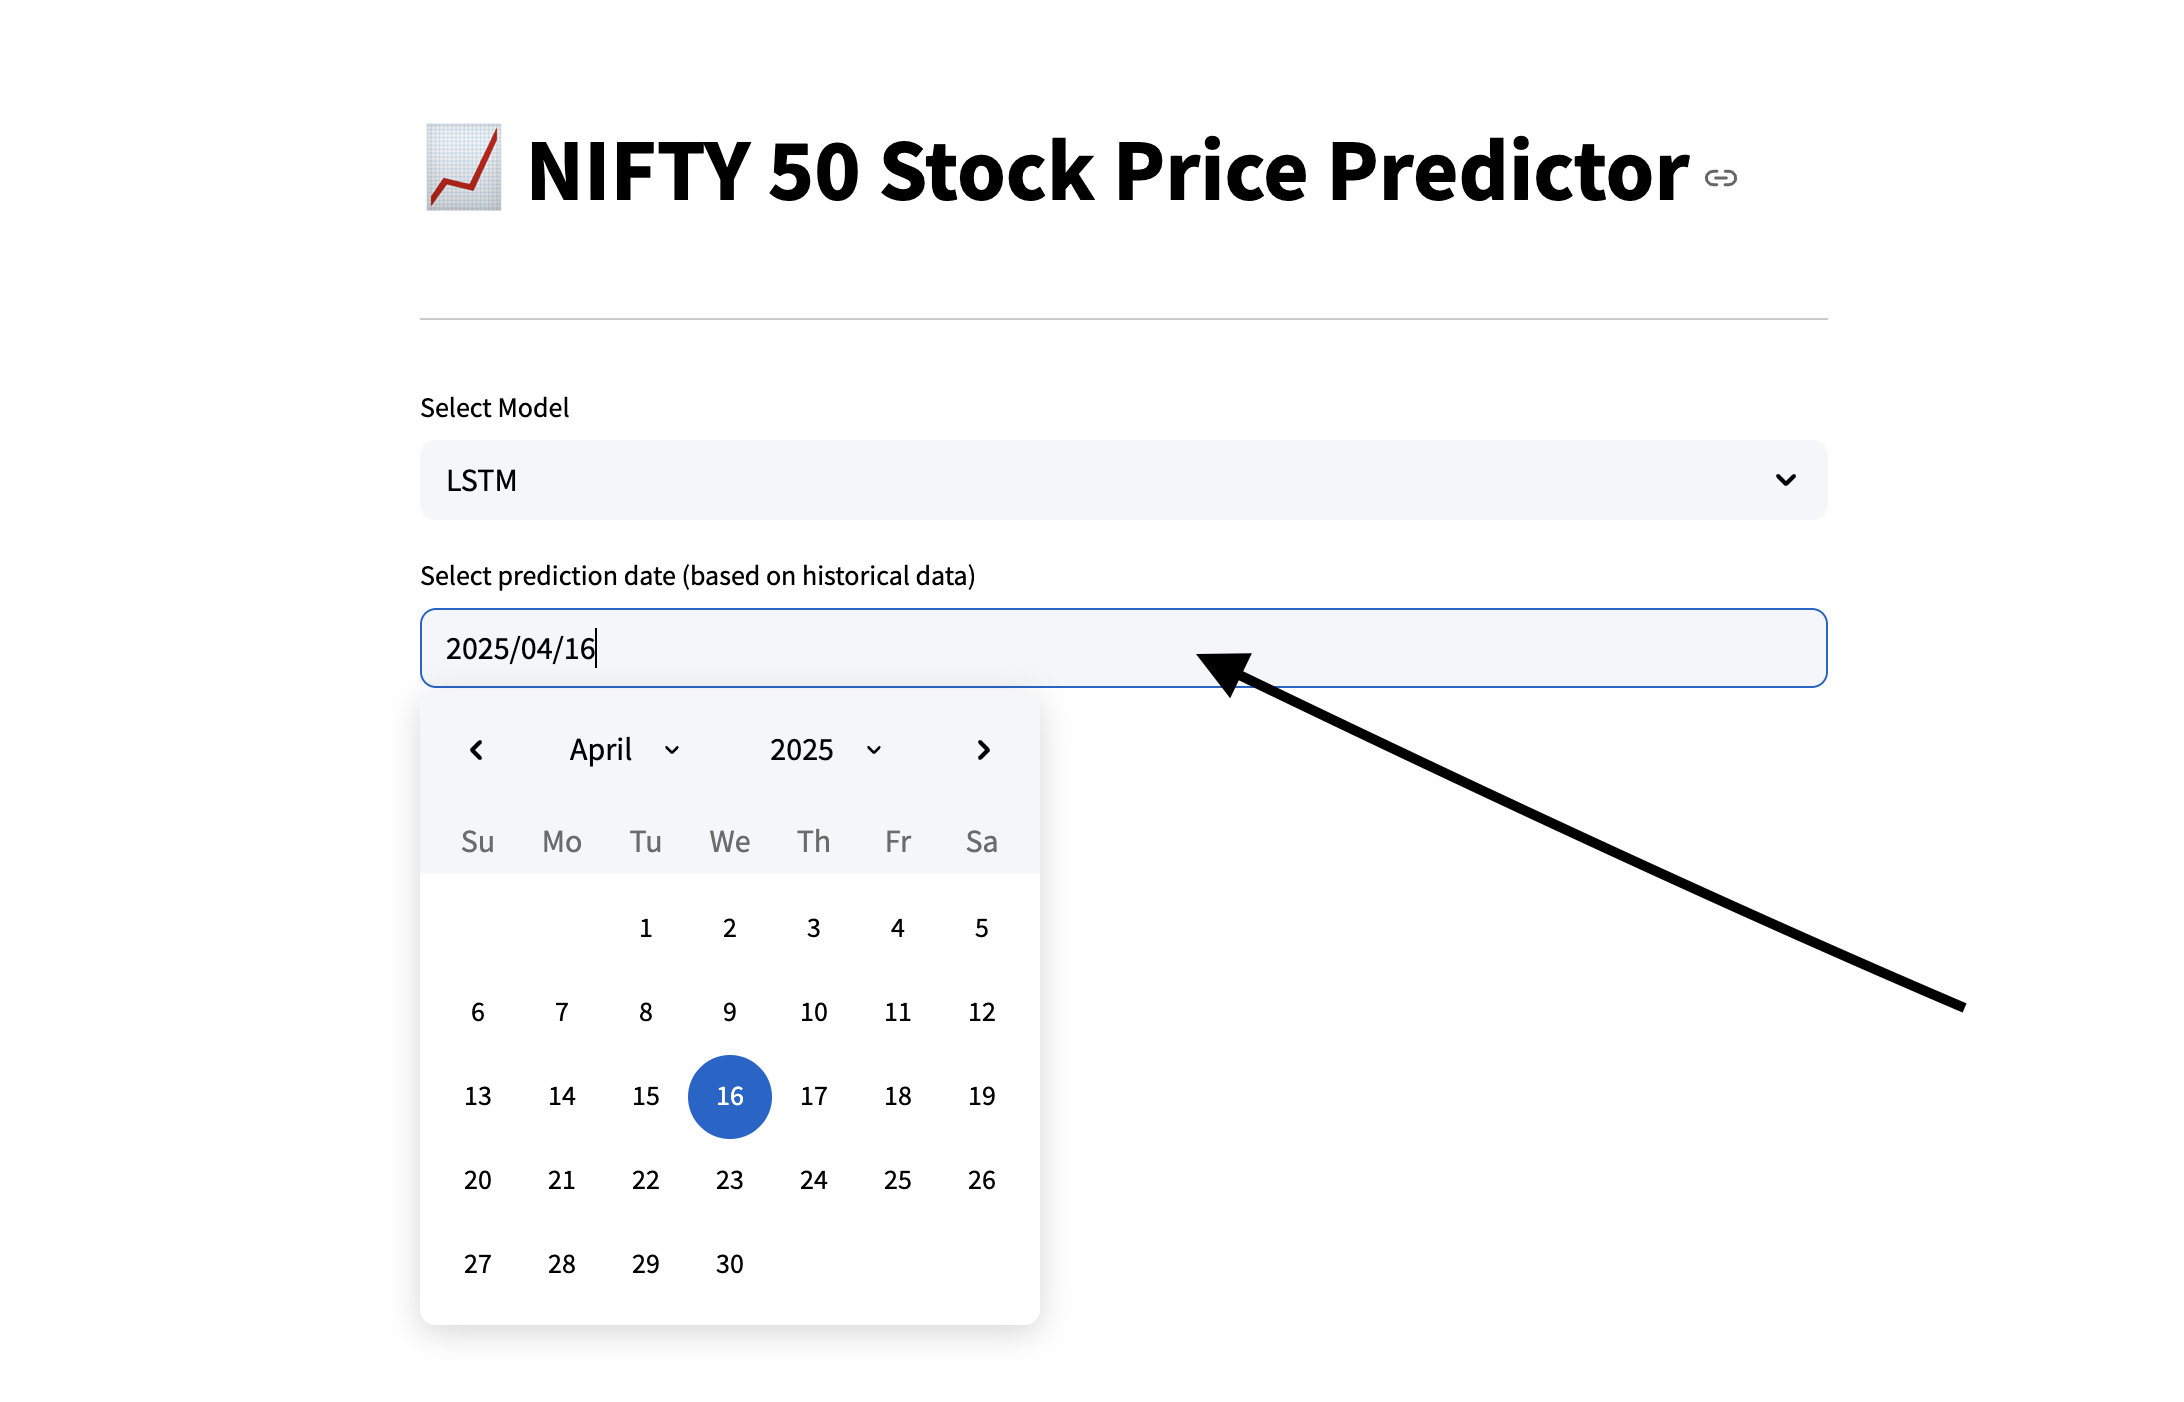 📈 NIFTY 50 Stock Price Predictor
Select Model
LSTM
Select prediction date (based on historical data)
2025/04/16
April 2025
Su Mo Tu We Th Fr Sa
1 2 3 4 5
6 7 8 9 10 11 12
13 14 15 16 17 18 19
20 21 22 23 24 25 26
27 28 29 30